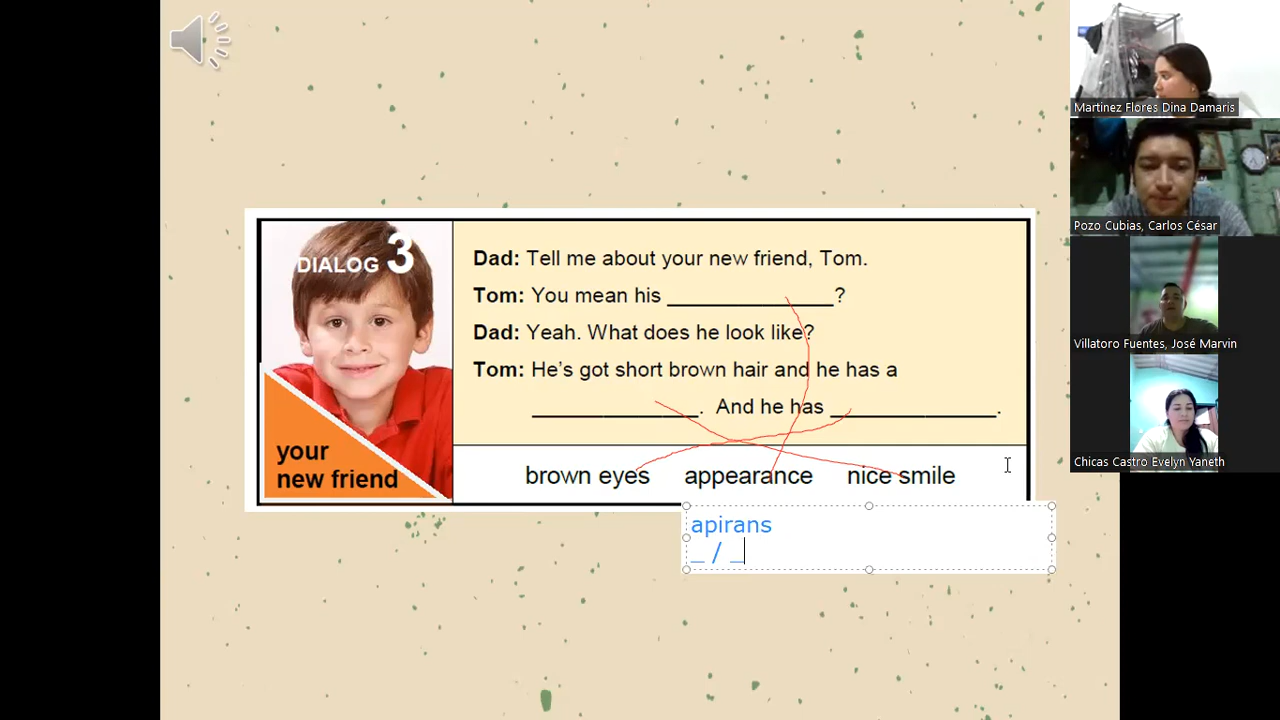 DIALOG 3
your
new friend
Dad: Tell me about your new friend, Tom.
Tom: You mean his _____________?
Dad: Yeah. What does he look like?
Tom: He's got short brown hair and he has a
_____________. And he has _____________.
brown eyes appearance nice smile
apirans
_ / _
Martinez Flores Dina Damaris
Pozo Cubias, Carlos César
Villatoro Fuentes, José Marvin
Chicas Castro Evelyn Yaneth